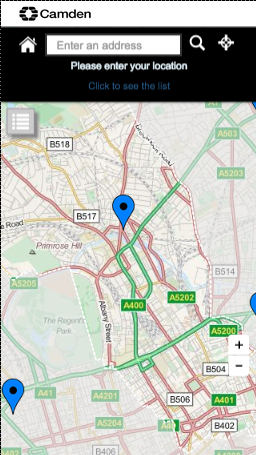 Camden
Enter an address
Please enter your location
Click to see the list
A503
B518
A5203
B517
Primrose Hill
A5205
B514
A5202
A400
Albany Street
The Regent's
Park
A5200
+
−
B504
A41
A4201
B506
A401
A5204
B402
B406